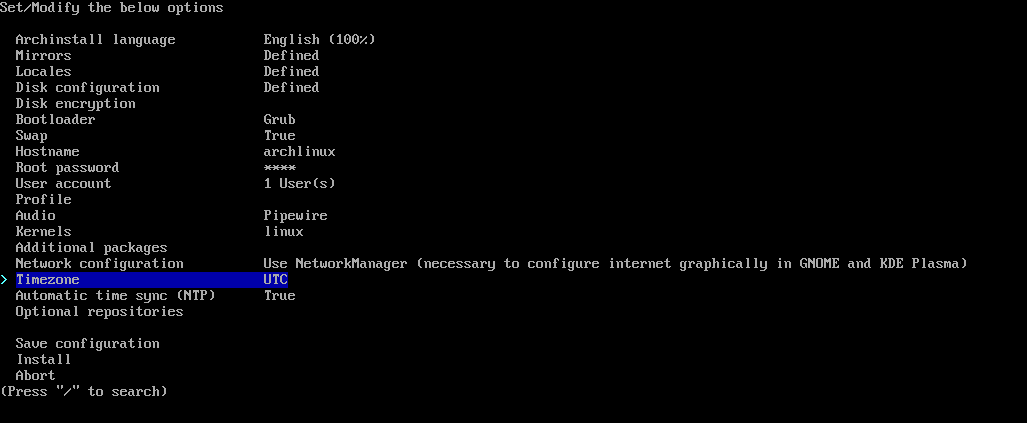 Set/Modify the below options
Archinstall language English (100%)
Mirrors Defined
Locales Defined
Disk configuration Defined
Disk encryption
Bootloader Grub
Swap True
Hostname archlinux
Root password ****
User account 1 User(s)
Profile
Audio Pipewire
Kernels linux
Additional packages
Network configuration Use NetworkManager (necessary to configure internet graphically in GNOME and KDE Plasma)
> Timezone UTC
Automatic time sync (NTP) True
Optional repositories
Save configuration
Install
Abort
(Press "/" to search)